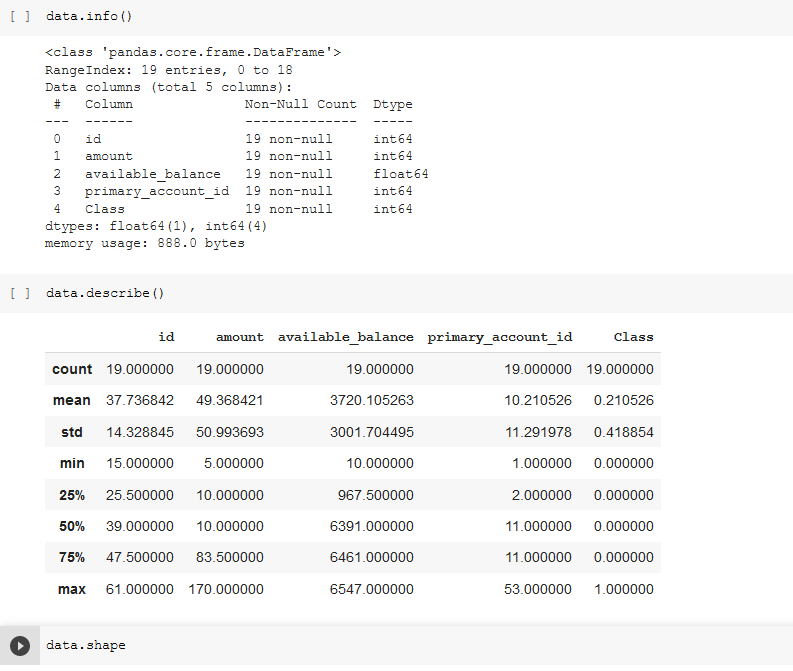 [ ] data.info()
<class 'pandas.core.frame.DataFrame'>
RangeIndex: 19 entries, 0 to 18
Data columns (total 5 columns):
 #   Column              Non-Null Count  Dtype
---  ------              --------------  -----
 0   id                  19 non-null     int64
 1   amount              19 non-null     int64
 2   available_balance   19 non-null     float64
 3   primary_account_id  19 non-null     int64
 4   Class               19 non-null     int64
dtypes: float64(1), int64(4)
memory usage: 888.0 bytes
[ ] data.describe()
id amount available_balance primary_account_id Class
count 19.000000 19.000000 19.000000 19.000000 19.000000
mean 37.736842 49.368421 3720.105263 10.210526 0.210526
std 14.328845 50.993693 3001.704495 11.291978 0.418854
min 15.000000 5.000000 10.000000 1.000000 0.000000
25% 25.500000 10.000000 967.500000 2.000000 0.000000
50% 39.000000 10.000000 6391.000000 11.000000 0.000000
75% 47.500000 83.500000 6461.000000 11.000000 0.000000
max 61.000000 170.000000 6547.000000 53.000000 1.000000
data.shape